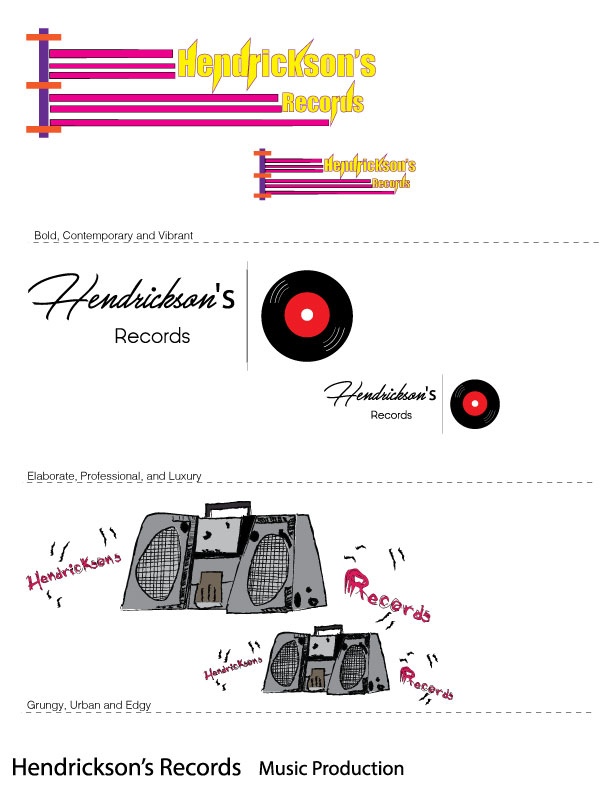 Hendrickson's
Records
Hendrickson's
Records
Bold, Contemporary and Vibrant
Hendrickson's
Records
Hendrickson's
Records
Elaborate, Professional, and Luxury
Hendricksons
Records
Hendricksons
Records
Grungy, Urban and Edgy
Hendrickson's Records Music Production